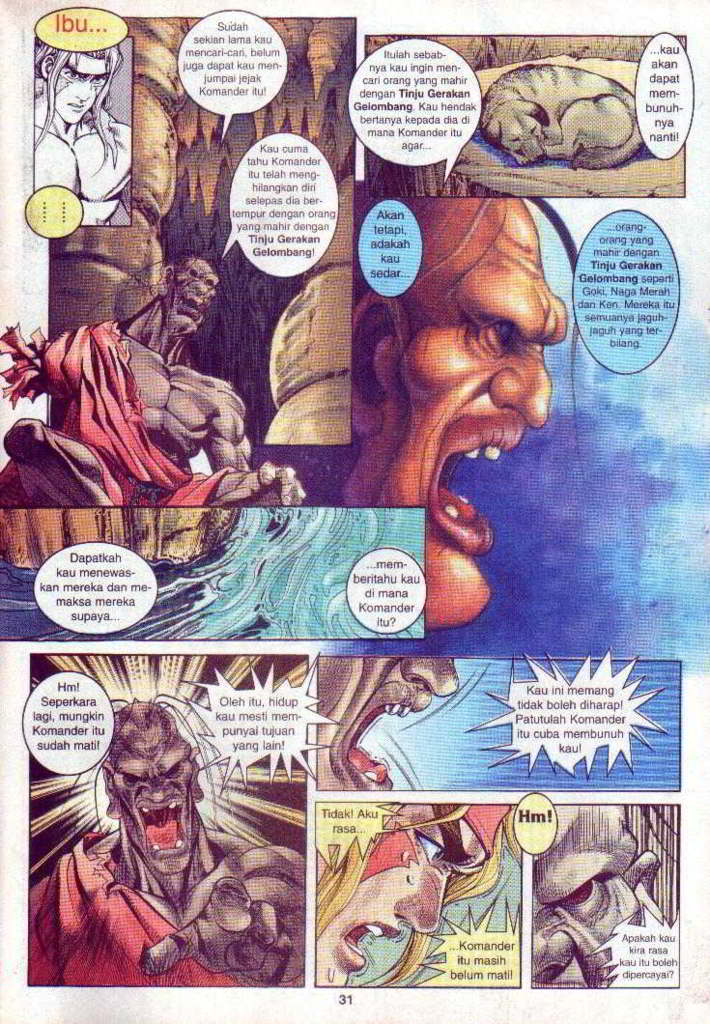 Ibu...
!!!
!!!
Sudah
sekian lama kau
mencari-cari, belum
juga dapat kau men-
jumpai jejak
Komander itu!
Kau cuma
tahu Komander
itu telah meng-
hilangkan diri
selepas dia ber-
tempur dengan orang
yang mahir dengan
Tinju Gerakan
Gelombang!
Itulah sebab-
nya kau ingin men-
cari orang yang mahir
dengan Tinju Gerakan
Gelombang. Kau hendak
bertanya kepada dia di
mana Komander itu
agar...
...kau
akan
dapat
mem-
bunuh-
nya
nanti!
Akan
tetapi,
adakah
kau
sedar...
...orang-
orang yang
mahir dengan
Tinju Gerakan
Gelombang seperti
Goki, Naga Merah
dan Ken. Mereka itu
semuanya jaguh-
jaguh yang ter-
bilang.
Dapatkah
kau menewas-
kan mereka dan me-
maksa mereka
supaya...
...mem-
beritahu kau
di mana
Komander
itu?
Hm!
Seperkara
lagi, mungkin
Komander itu
sudah mati!
Oleh itu, hidup
kau mesti mem-
punyai tujuan
yang lain!
Kau ini memang
tidak boleh diharap!
Patutulah Komander
itu cuba membunuh
kau!
Tidak! Aku
rasa...
...Komander
itu masih
belum mati!
Hm!
Apakah kau
kira rasa
kau itu boleh
dipercayai?
31